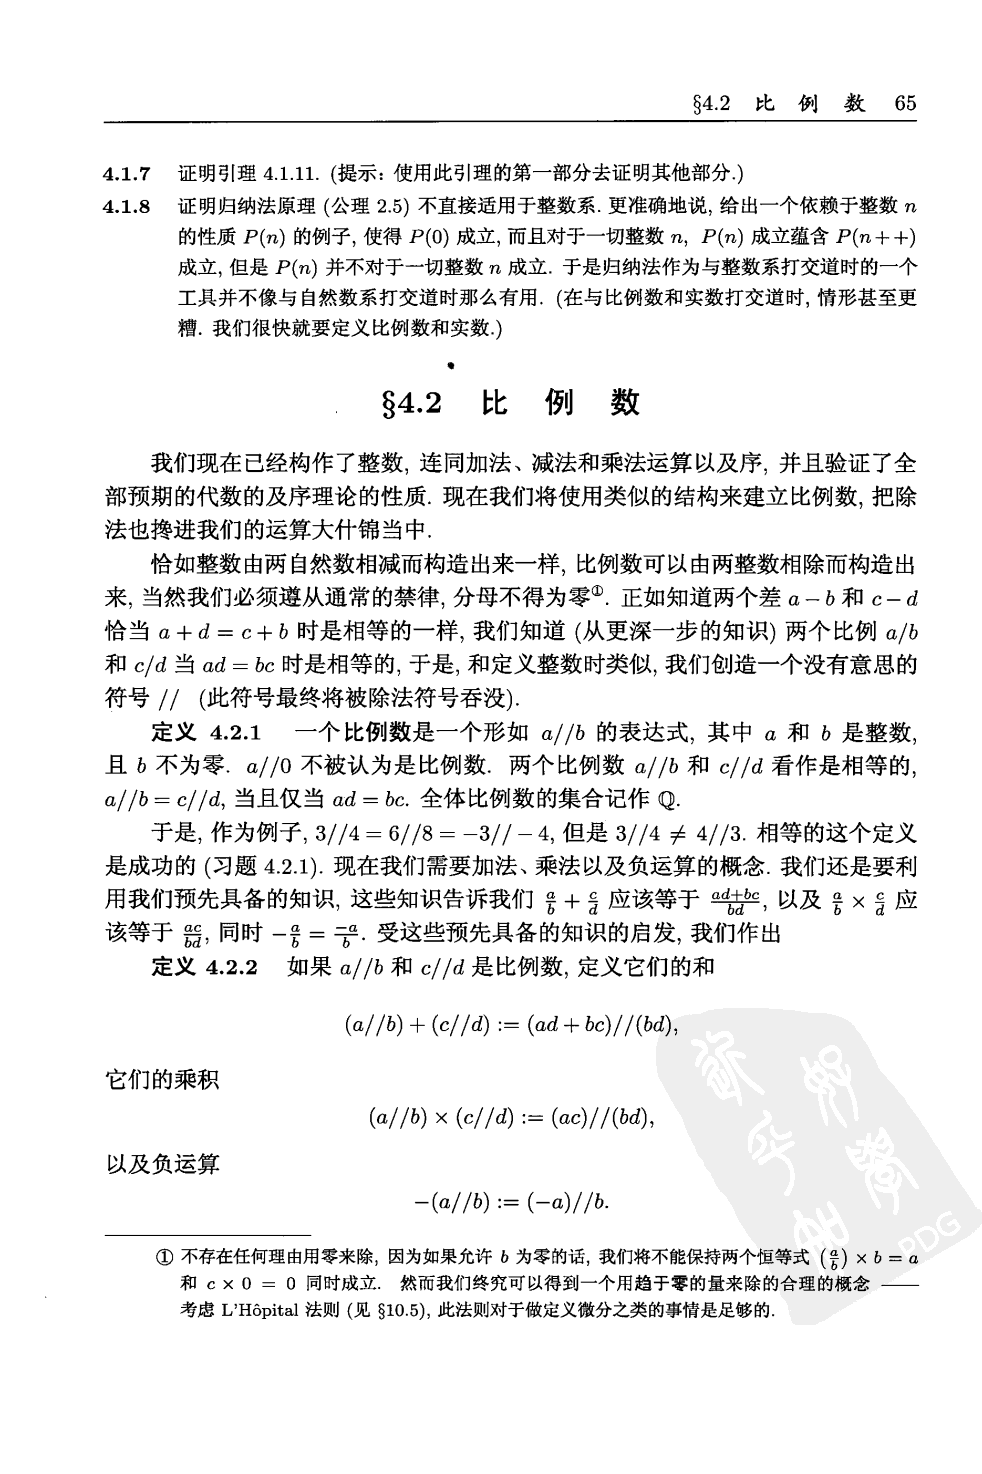 §4.2 比 例 数 65
4.1.7 证明引理 4.1.11. (提示: 使用此引理的第一部分去证明其他部分.)
4.1.8 证明归纳法原理 (公理 2.5) 不直接适用于整数系. 更准确地说, 给出一个依赖于整数 n
的性质 P(n) 的例子, 使得 P(0) 成立, 而且对于一切整数 n, P(n) 成立蕴含 P(n++)
成立, 但是 P(n) 并不对于一切整数 n 成立. 于是归纳法作为与整数系打交道时的一个
工具并不像与自然数系打交道时那么有用. (在与比例数和实数打交道时, 情形甚至更
糟. 我们很快就要定义比例数和实数.)
§4.2 比 例 数
我们现在已经构作了整数, 连同加法、减法和乘法运算以及序, 并且验证了全
部预期的代数的及序理论的性质. 现在我们将使用类似的结构来建立比例数, 把除
法也搀进我们的运算大什锦当中.
恰如整数由两自然数相减而构造出来一样, 比例数可以由两整数相除而构造出
来, 当然我们必须遵从通常的禁律, 分母不得为零①. 正如知道两个差 a − b 和 c − d
恰当 a + d = c + b 时是相等的一样, 我们知道 (从更深一步的知识) 两个比例 a/b
和 c/d 当 ad = bc 时是相等的, 于是, 和定义整数时类似, 我们创造一个没有意思的
符号 // (此符号最终将被除法符号吞没).
定义 4.2.1 一个比例数是一个形如 a//b 的表达式, 其中 a 和 b 是整数,
且 b 不为零. a//0 不被认为是比例数. 两个比例数 a//b 和 c//d 看作是相等的,
a//b = c//d, 当且仅当 ad = bc. 全体比例数的集合记作 ℚ.
于是, 作为例子, 3//4 = 6//8 = −3// − 4, 但是 3//4 ≠ 4//3. 相等的这个定义
是成功的 (习题 4.2.1). 现在我们需要加法、乘法以及负运算的概念. 我们还是要利
用我们预先具备的知识, 这些知识告诉我们 a/b + c/d 应该等于 (ad+bc)/bd, 以及 a/b × c/d 应
该等于 ac/bd, 同时 −a/b = −a/b. 受这些预先具备的知识的启发, 我们作出
定义 4.2.2 如果 a//b 和 c//d 是比例数, 定义它们的和
(a//b) + (c//d) := (ad + bc)//(bd),
它们的乘积
(a//b) × (c//d) := (ac)//(bd),
以及负运算
−(a//b) := (−a)//b.
① 不存在任何理由用零来除, 因为如果允许 b 为零的话, 我们将不能保持两个恒等式 (a/b) × b = a
和 c × 0 = 0 同时成立. 然而我们终究可以得到一个用趋于零的量来除的合理的概念 ——
考虑 L'Hôpital 法则 (见 §10.5), 此法则对于做定义微分之类的事情是足够的.
PDG